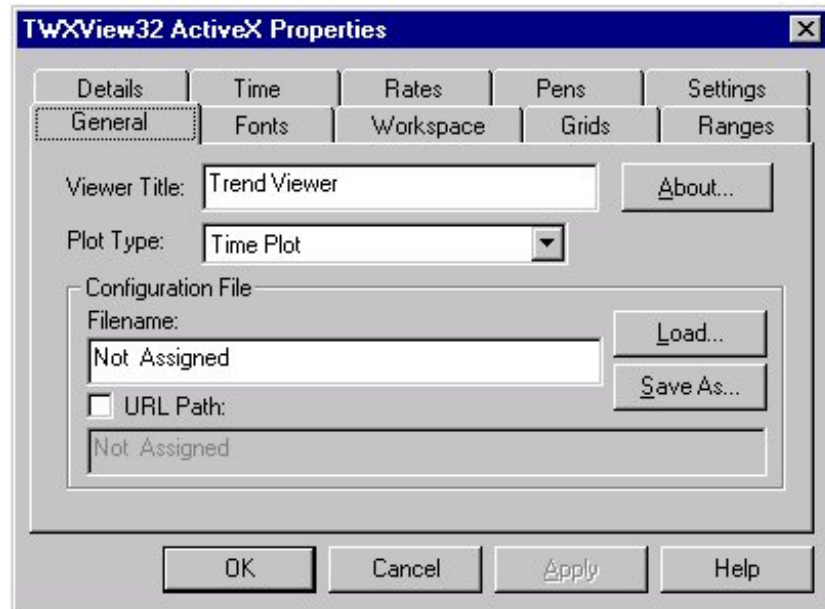 TWXView32 ActiveX Properties
Details Time Rates Pens Settings
General Fonts Workspace Grids Ranges
Viewer Title: Trend Viewer About...
Plot Type: Time Plot
Configuration File
Filename:
Load...
Not Assigned
Save As...
URL Path:
Not Assigned
OK Cancel Apply Help